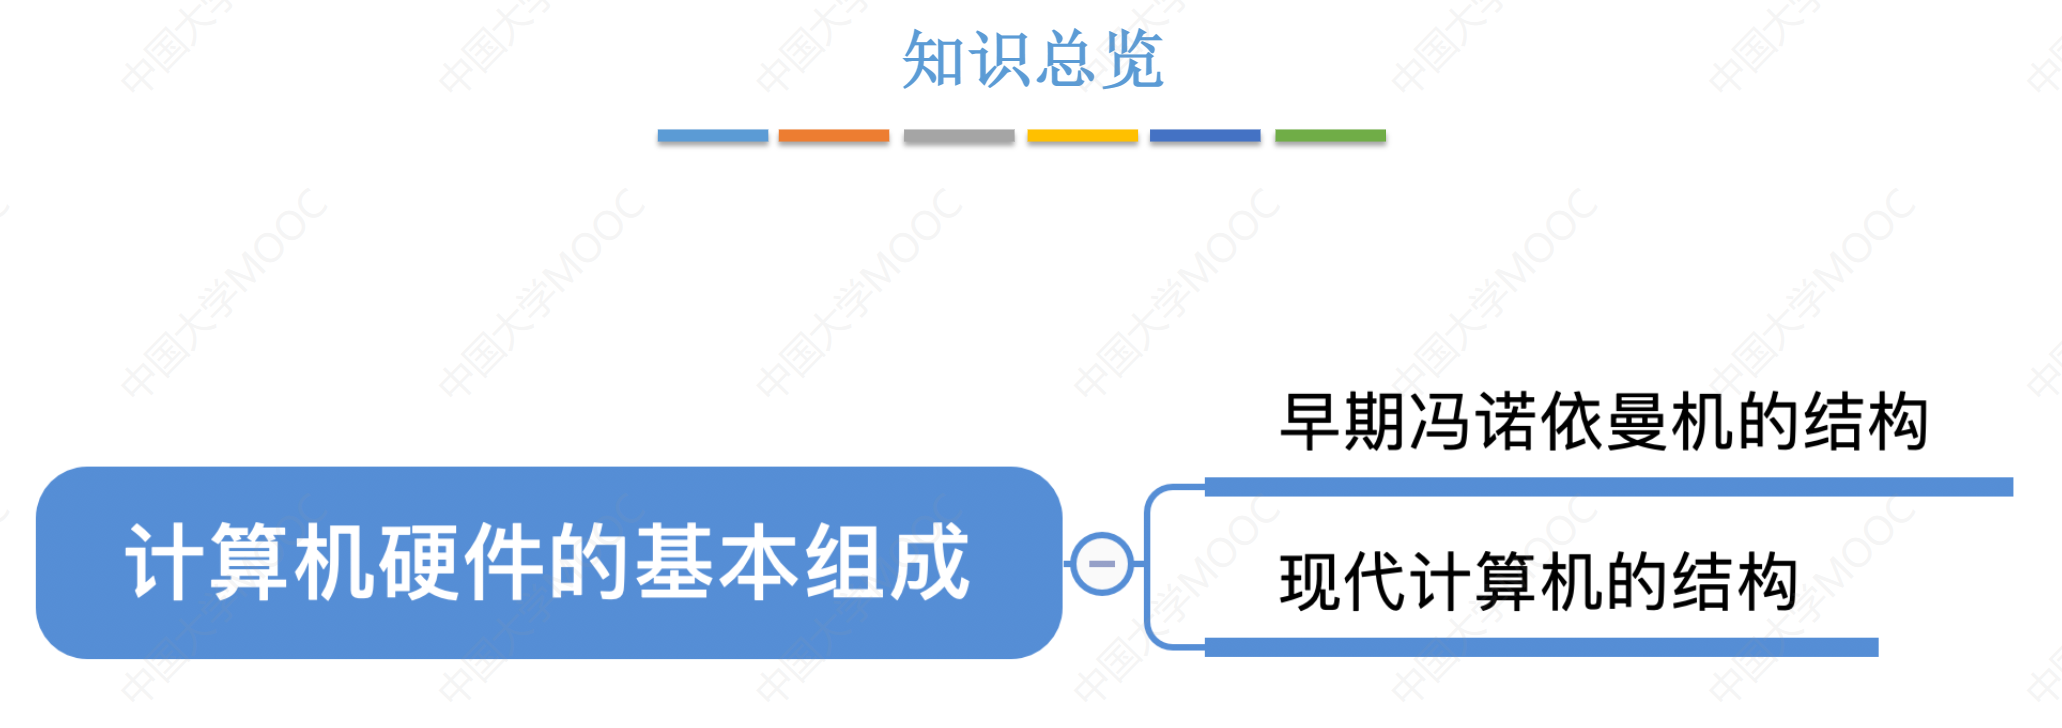 知识总览
早期冯诺依曼机的结构
计算机硬件的基本组成
现代计算机的结构
中国大学MOOC